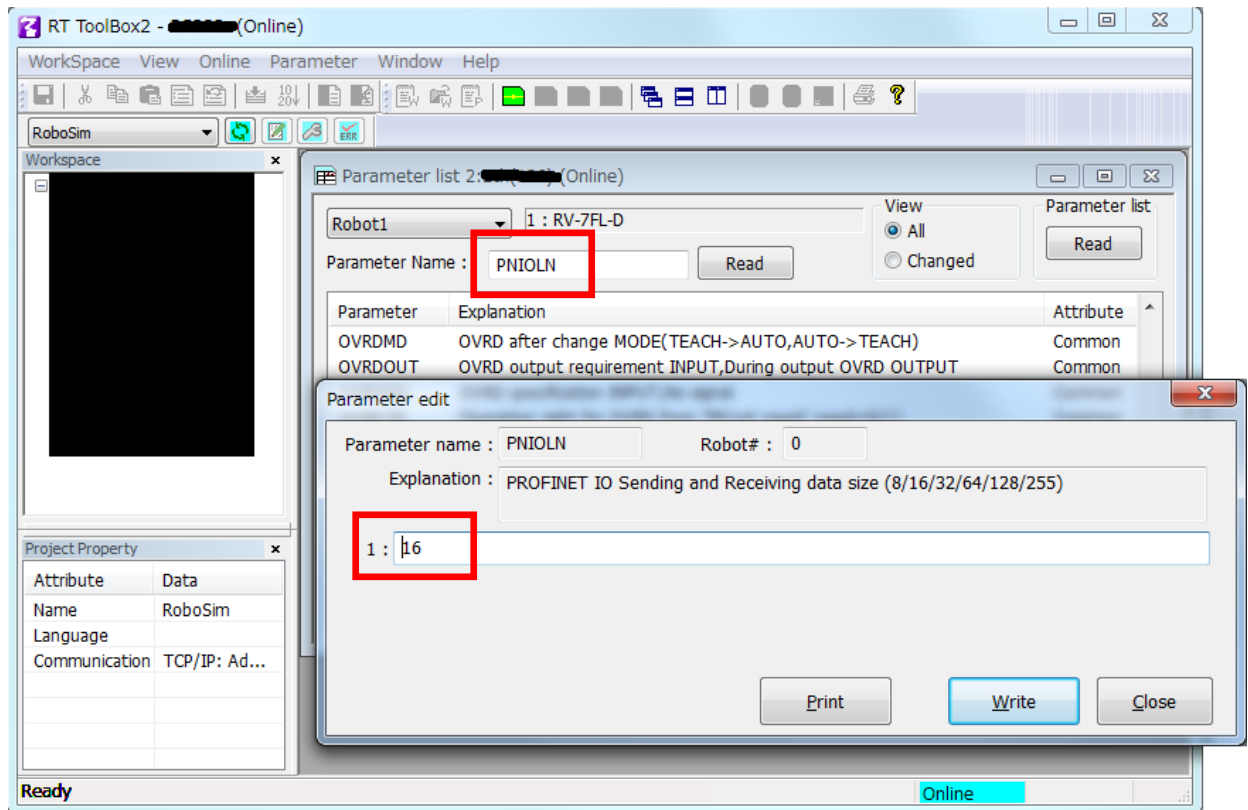 RT ToolBox2 - (Online)
WorkSpace View Online Parameter Window Help
RoboSim
ERR
Workspace x
Parameter list 2: (Online)
Robot1 1 : RV-7FL-D
View
All
Changed
Parameter list
Read
Parameter Name : PNIOLN Read
Parameter Explanation Attribute
OVRDMD OVRD after change MODE(TEACH->AUTO,AUTO->TEACH) Common
OVRDOUT OVRD output requirement INPUT,During output OVRD OUTPUT Common
Parameter edit
Parameter name : PNIOLN Robot# : 0
Explanation : PROFINET IO Sending and Receiving data size (8/16/32/64/128/255)
1 : 16
Print Write Close
Project Property x
Attribute Data
Name RoboSim
Language
Communication TCP/IP: Ad...
Ready Online